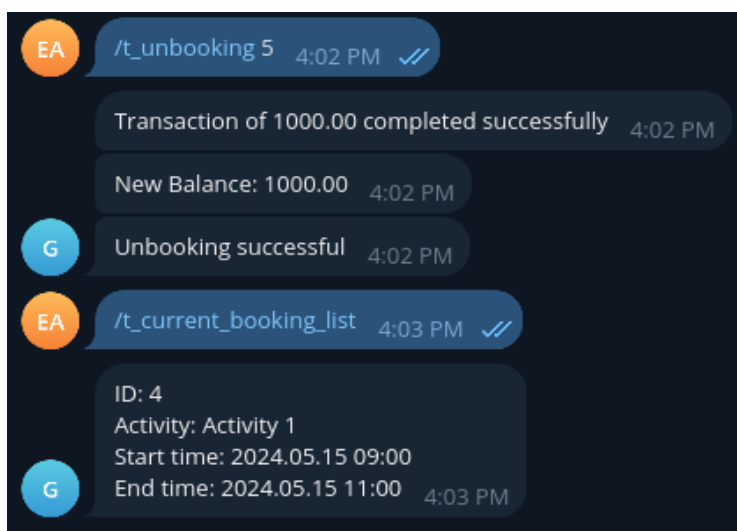 EA
/t_unbooking 5 4:02 PM
Transaction of 1000.00 completed successfully 4:02 PM
New Balance: 1000.00 4:02 PM
G
Unbooking successful 4:02 PM
EA
/t_current_booking_list 4:03 PM
ID: 4
Activity: Activity 1
Start time: 2024.05.15 09:00
G
End time: 2024.05.15 11:00 4:03 PM